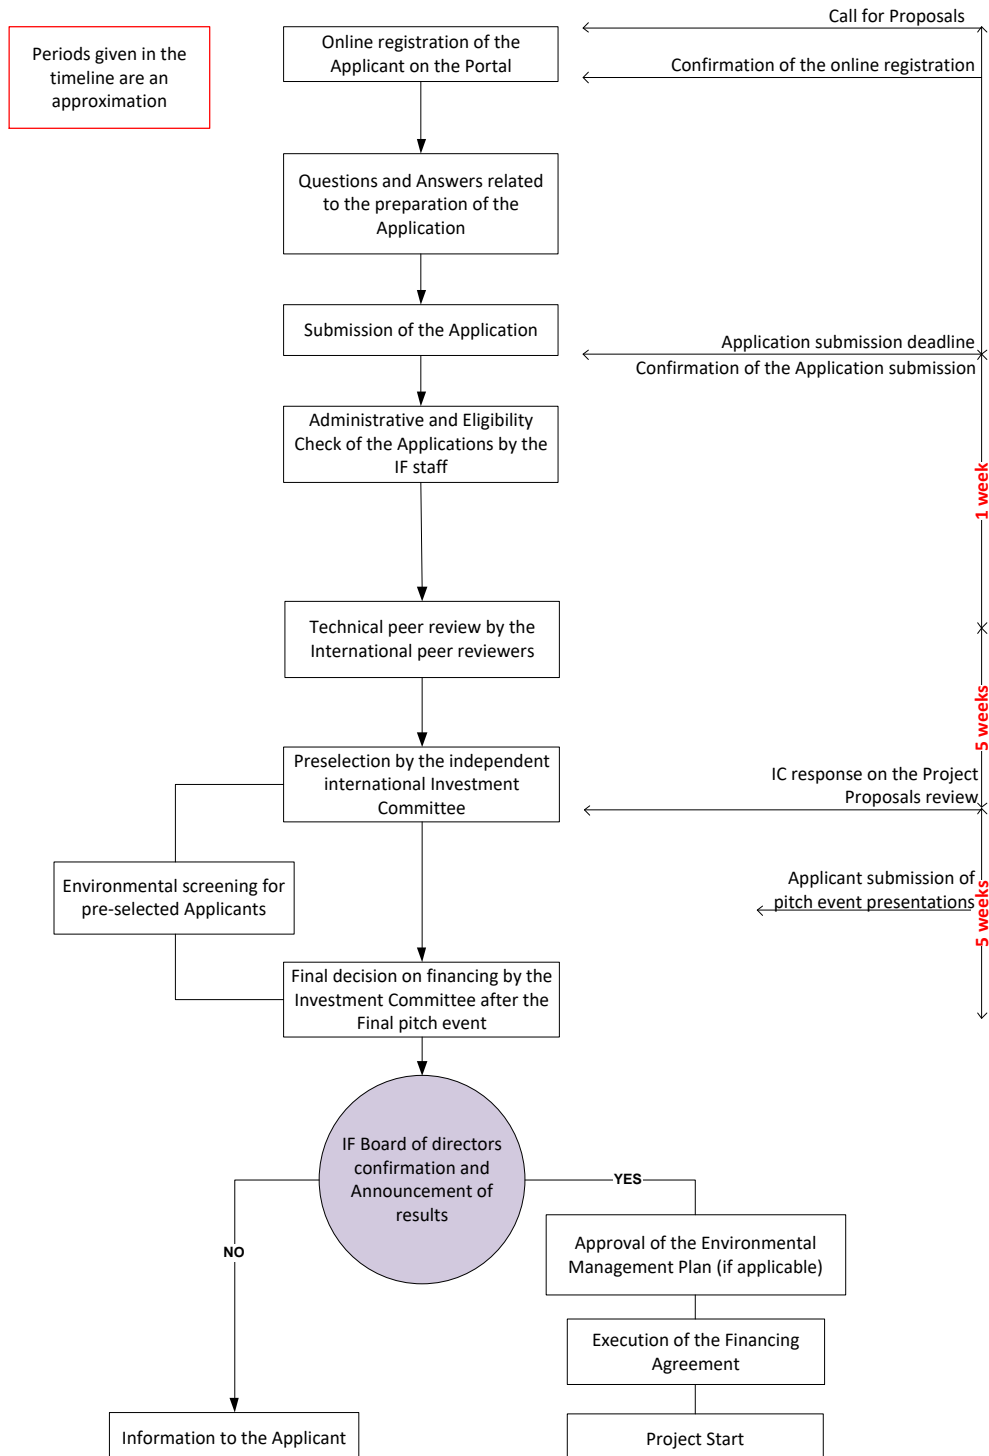 Call for Proposals
Periods given in the
timeline are an
approximation
Online registration of the
Applicant on the Portal
Confirmation of the online registration
Questions and Answers related
to the preparation of the
Application
Submission of the Application
Application submission deadline
Confirmation of the Application submission
Administrative and Eligibility
Check of the Applications by the
IF staff
1 week
Technical peer review by the
International peer reviewers
5 weeks
Preselection by the independent
international Investment
Committee
IC response on the Project
Proposals review
Environmental screening for
pre-selected Applicants
Applicant submission of
pitch event presentations
5 weeks
Final decision on financing by the
Investment Committee after the
Final pitch event
IF Board of directors
confirmation and
Announcement of
results
YES
NO
Approval of the Environmental
Management Plan (if applicable)
Execution of the Financing
Agreement
Information to the Applicant
Project Start